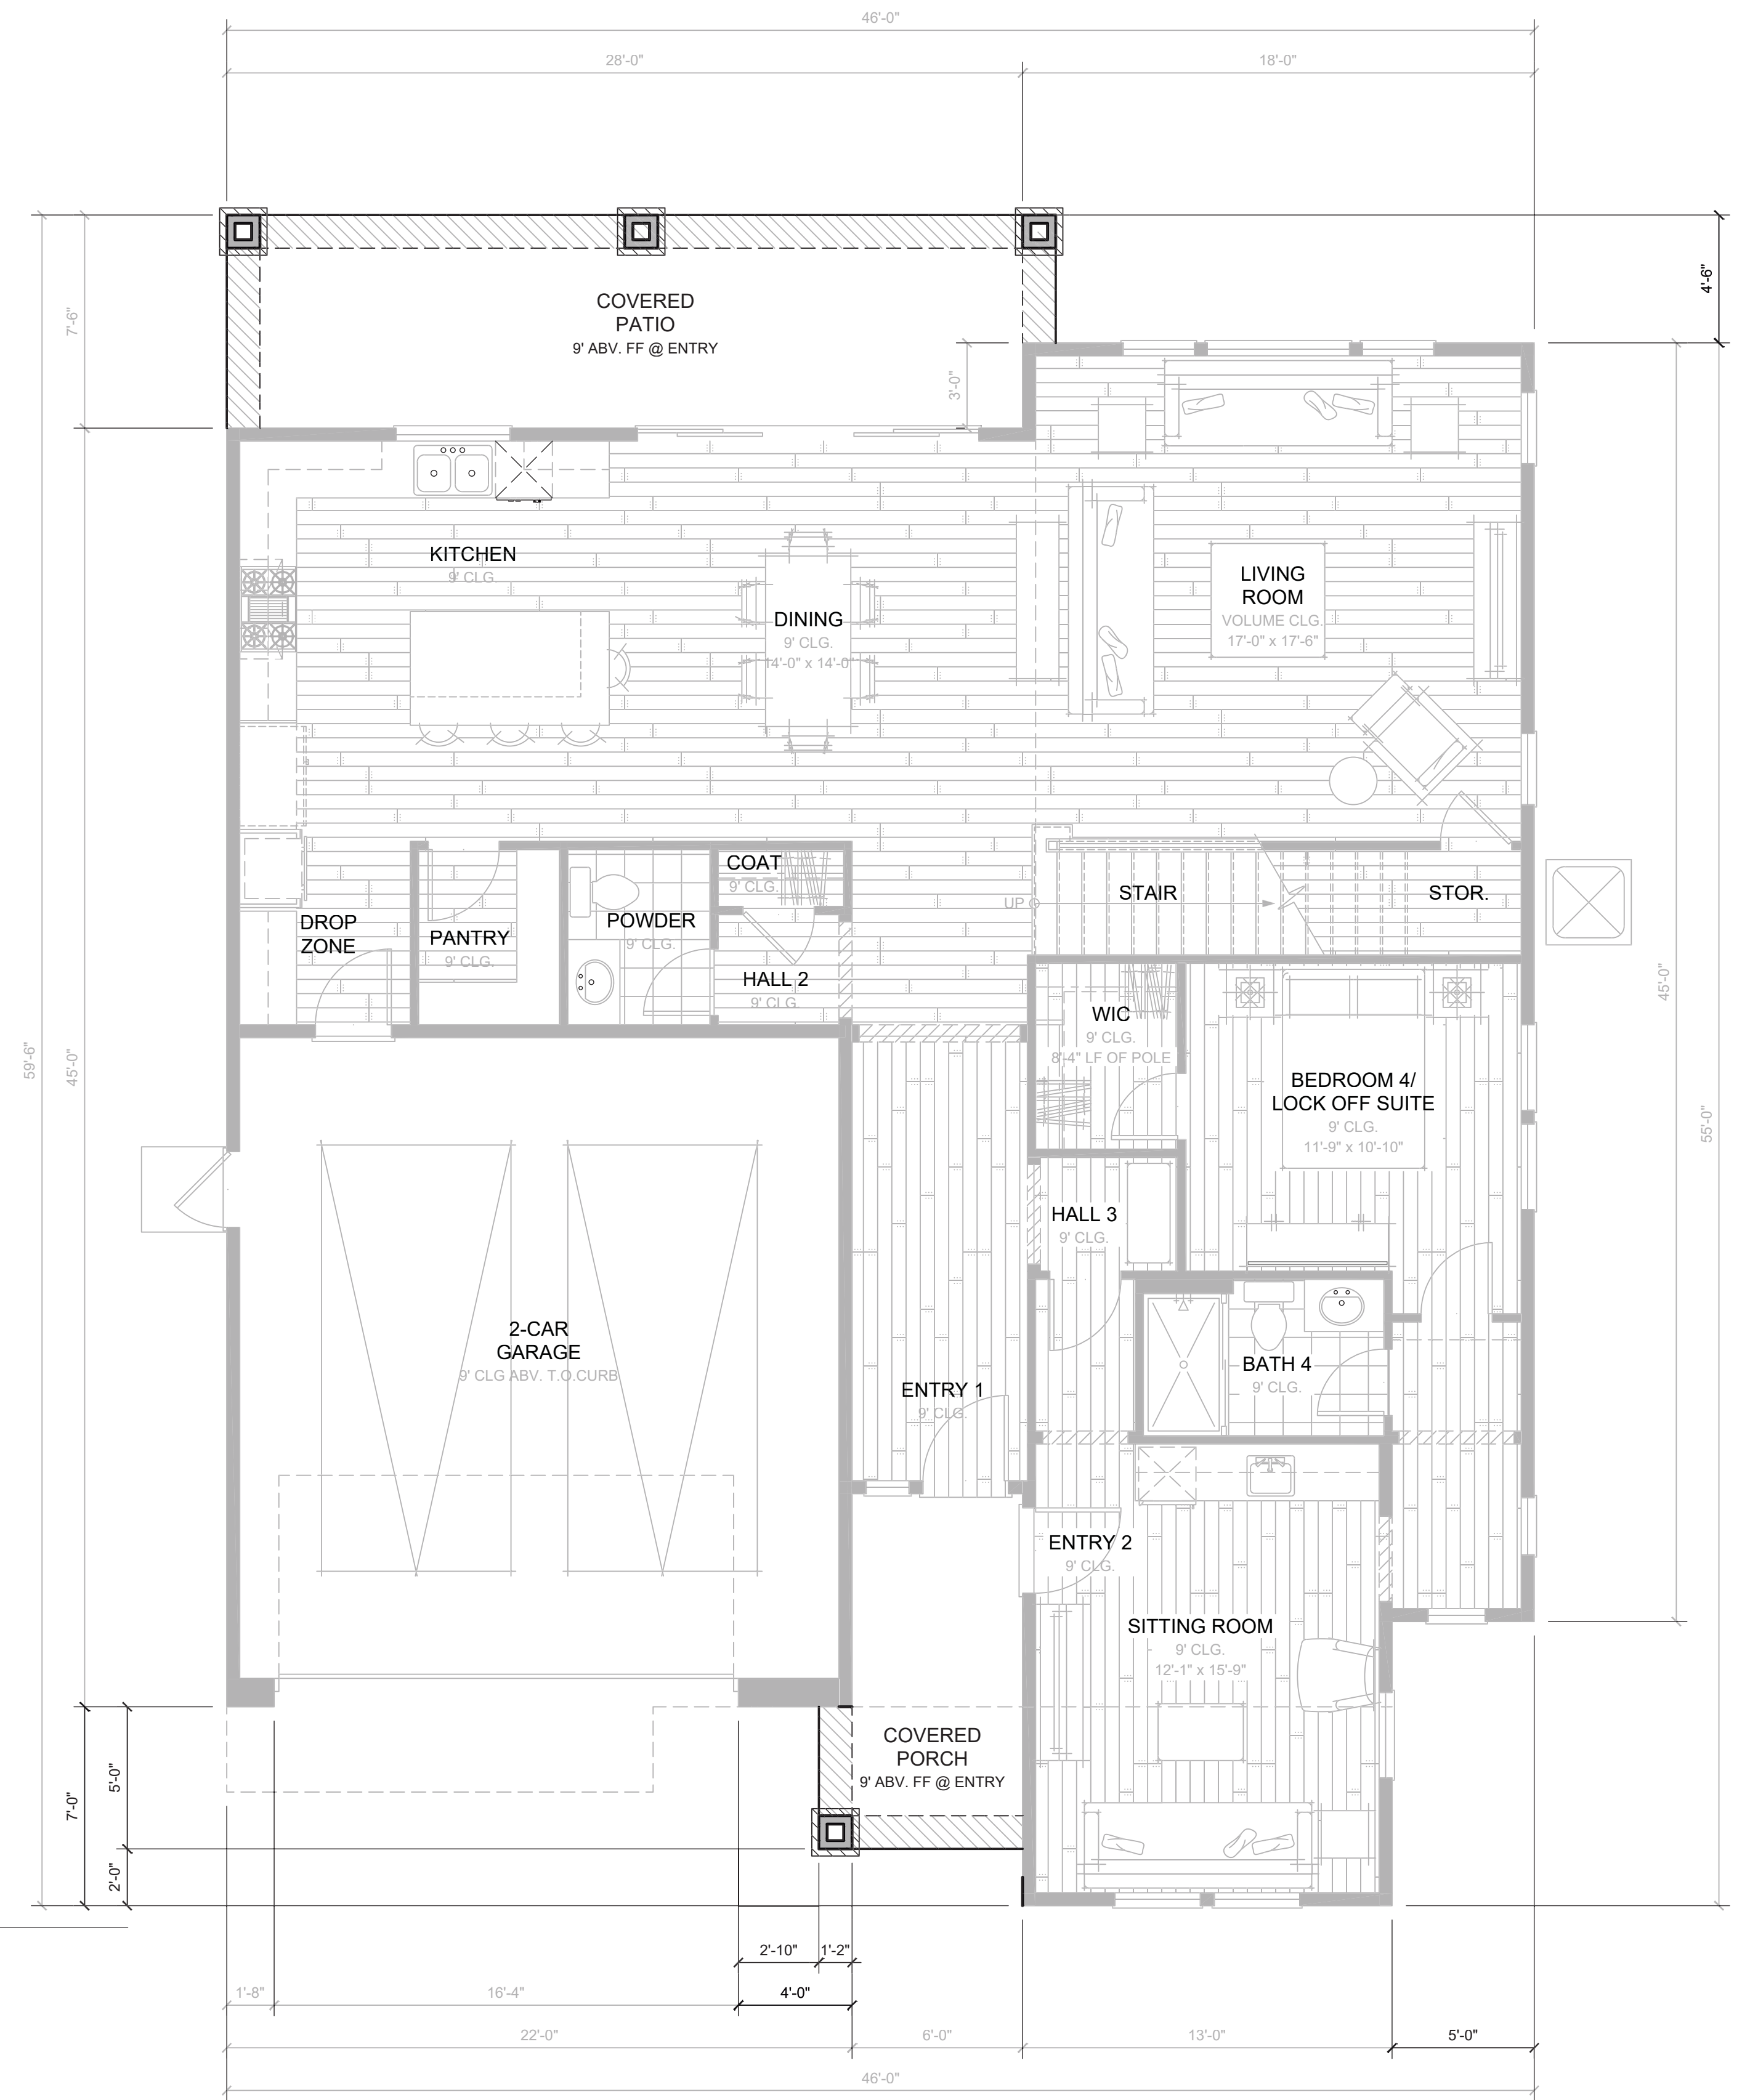 46'-0"
28'-0"
18'-0"
4'-6"
7'-6"
COVERED
PATIO
9' ABV. FF @ ENTRY
3'-0"
KITCHEN
9' CLG.
LIVING
ROOM
VOLUME CLG.
17'-0" x 17'-6"
DINING
9' CLG.
14'-0" x 14'-0"
COAT
9' CLG.
STAIR
STOR.
UP
DROP
ZONE
PANTRY
9' CLG.
POWDER
9' CLG.
HALL 2
9' CLG.
45'-0"
WIC
9' CLG.
8'-4" LF OF POLE
59'-6"
45'-0"
BEDROOM 4/
LOCK OFF SUITE
9' CLG.
11'-9" x 10'-10"
55'-0"
HALL 3
9' CLG.
2-CAR
GARAGE
9' CLG ABV. T.O.CURB
BATH 4
9' CLG.
ENTRY 1
9' CLG.
ENTRY 2
9' CLG.
SITTING ROOM
9' CLG.
12'-1" x 15'-9"
COVERED
PORCH
9' ABV. FF @ ENTRY
5'-0"
7'-0"
2'-0"
2'-10"
1'-2"
1'-8"
16'-4"
4'-0"
22'-0"
6'-0"
13'-0"
5'-0"
46'-0"